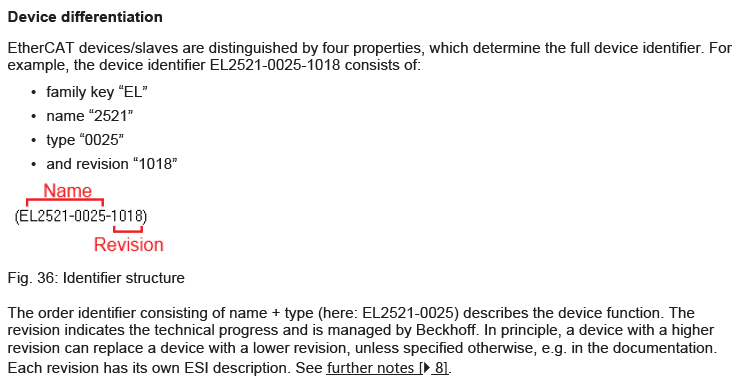 Device differentiation
EtherCAT devices/slaves are distinguished by four properties, which determine the full device identifier. For
example, the device identifier EL2521-0025-1018 consists of:
• family key “EL”
• name “2521”
• type “0025”
• and revision “1018”
Name
(EL2521-0025-1018)
Revision
Fig. 36: Identifier structure
The order identifier consisting of name + type (here: EL2521-0025) describes the device function. The
revision indicates the technical progress and is managed by Beckhoff. In principle, a device with a higher
revision can replace a device with a lower revision, unless specified otherwise, e.g. in the documentation.
Each revision has its own ESI description. See further notes [▶ 8].